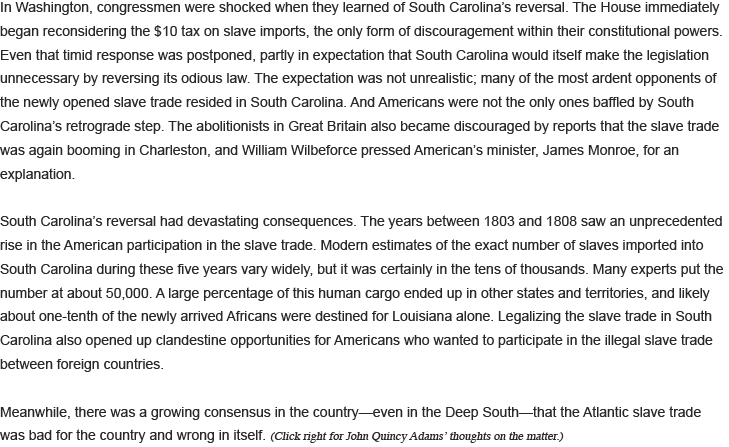 In Washington, congressmen were shocked when they learned of South Carolina's reversal. The House immediately
began reconsidering the $10 tax on slave imports, the only form of discouragement within their constitutional powers.
Even that timid response was postponed, partly in expectation that South Carolina would itself make the legislation
unnecessary by reversing its odious law. The expectation was not unrealistic; many of the most ardent opponents of
the newly opened slave trade resided in South Carolina. And Americans were not the only ones baffled by South
Carolina's retrograde step. The abolitionists in Great Britain also became discouraged by reports that the slave trade
was again booming in Charleston, and William Wilbeforce pressed American's minister, James Monroe, for an
explanation.

South Carolina's reversal had devastating consequences. The years between 1803 and 1808 saw an unprecedented
rise in the American participation in the slave trade. Modern estimates of the exact number of slaves imported into
South Carolina during these five years vary widely, but it was certainly in the tens of thousands. Many experts put the
number at about 50,000. A large percentage of this human cargo ended up in other states and territories, and likely
about one-tenth of the newly arrived Africans were destined for Louisiana alone. Legalizing the slave trade in South
Carolina also opened up clandestine opportunities for Americans who wanted to participate in the illegal slave trade
between foreign countries.

Meanwhile, there was a growing consensus in the country—even in the Deep South—that the Atlantic slave trade
was bad for the country and wrong in itself. (Click right for John Quincy Adams' thoughts on the matter.)